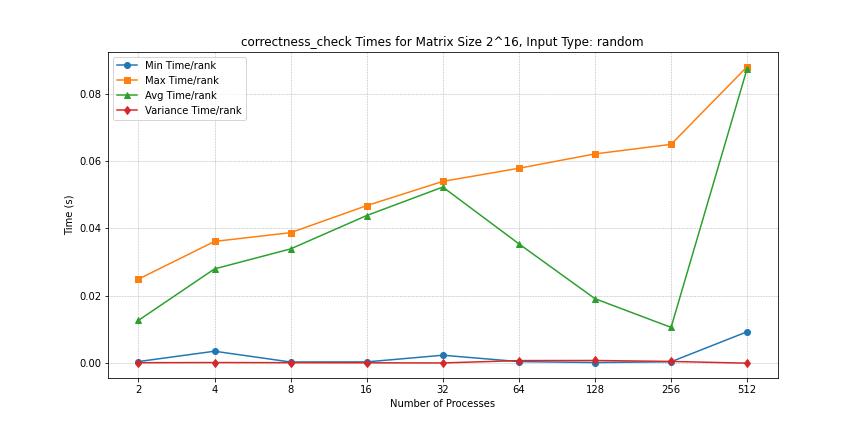 correctness_check Times for Matrix Size 2^16, Input Type: random
Min Time/rank
Max Time/rank
Avg Time/rank
Variance Time/rank
Time (s)
0.08
0.06
0.04
0.02
0.00
2 4 8 16 32 64 128 256 512
Number of Processes